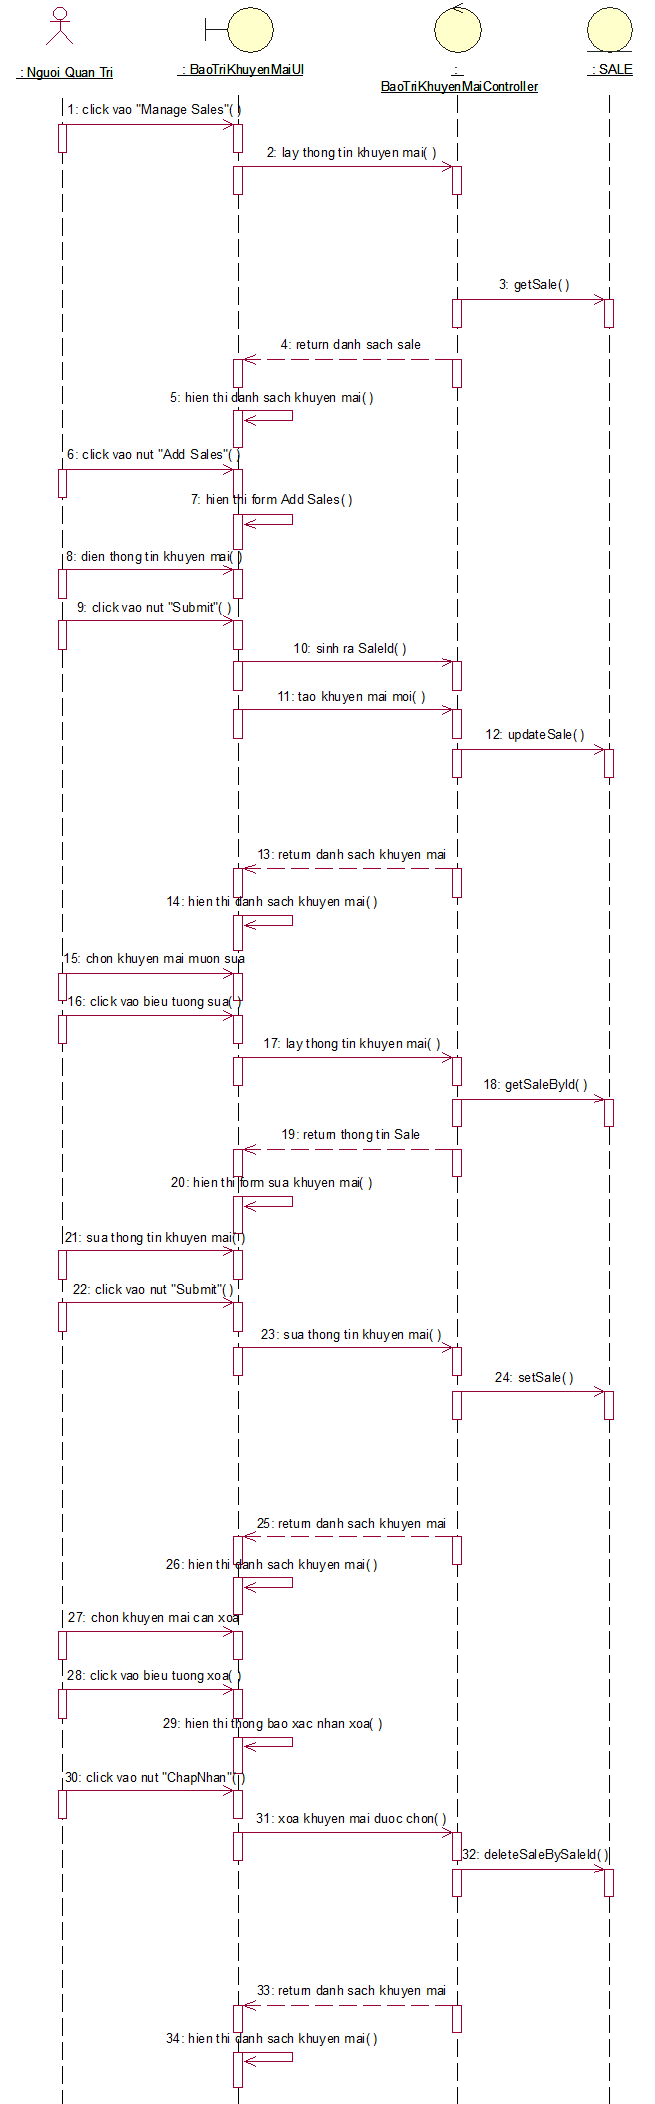 : Nguoi Quan Tri
: BaoTriKhuyenMaiUI
:
BaoTriKhuyenMaiController
: SALE
1: click vao "Manage Sales"( )
2: lay thong tin khuyen mai( )
3: getSale( )
4: return danh sach sale
5: hien thi danh sach khuyen mai( )
6: click vao nut "Add Sales"( )
7: hien thi form Add Sales( )
8: dien thong tin khuyen mai( )
9: click vao nut "Submit"( )
10: sinh ra SaleId( )
11: tao khuyen mai moi( )
12: updateSale( )
13: return danh sach khuyen mai
14: hien thi danh sach khuyen mai( )
15: chon khuyen mai muon sua
16: click vao bieu tuong sua( )
17: lay thong tin khuyen mai( )
18: getSaleById( )
19: return thong tin Sale
20: hien thi form sua khuyen mai( )
21: sua thong tin khuyen mai( )
22: click vao nut "Submit"( )
23: sua thong tin khuyen mai( )
24: setSale( )
25: return danh sach khuyen mai
26: hien thi danh sach khuyen mai( )
27: chon khuyen mai can xoa
28: click vao bieu tuong xoa( )
29: hien thi thong bao xac nhan xoa( )
30: click vao nut "ChapNhan"( )
31: xoa khuyen mai duoc chon( )
32: deleteSaleBySaleId( )
33: return danh sach khuyen mai
34: hien thi danh sach khuyen mai( )